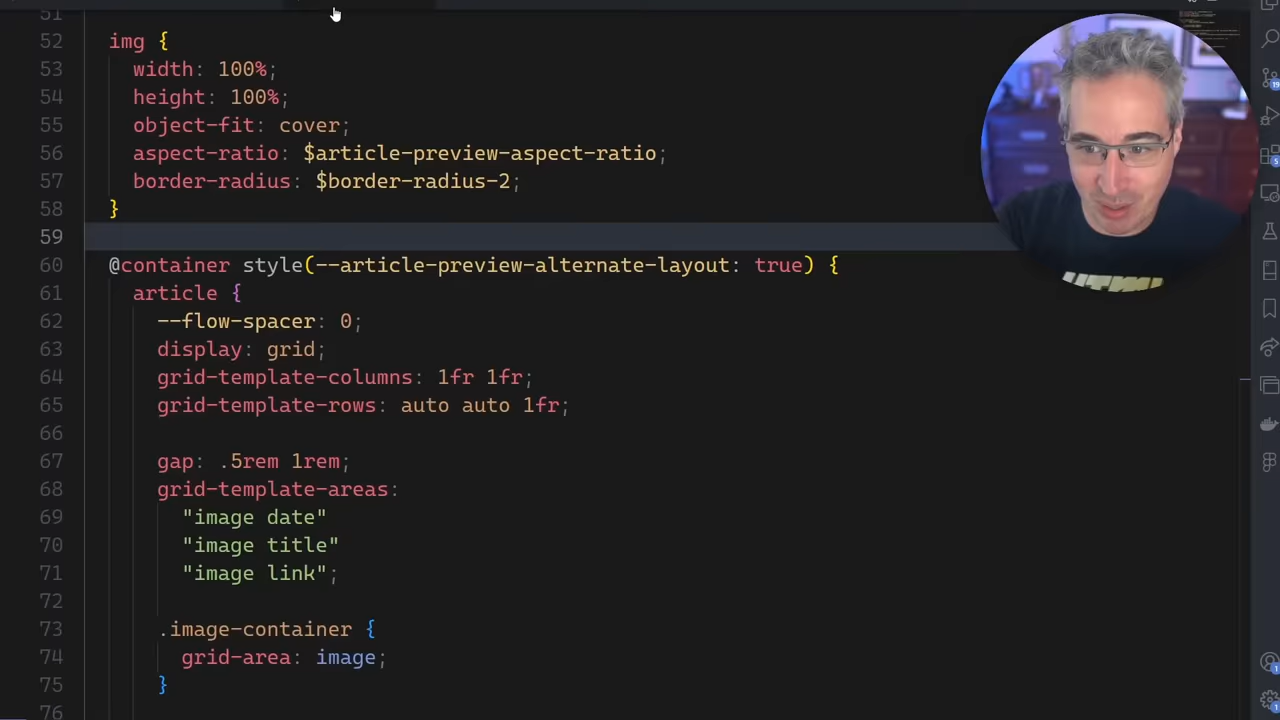 51
52 img {
53 width: 100%;
54 height: 100%;
55 object-fit: cover;
56 aspect-ratio: $article-preview-aspect-ratio;
57 border-radius: $border-radius-2;
58 }
59
60 @container style(--article-preview-alternate-layout: true) {
61 article {
62 --flow-spacer: 0;
63 display: grid;
64 grid-template-columns: 1fr 1fr;
65 grid-template-rows: auto auto 1fr;
66
67 gap: .5rem 1rem;
68 grid-template-areas:
69 "image date"
70 "image title"
71 "image link";
72
73 .image-container {
74 grid-area: image;
75 }
76
19
5
1
1